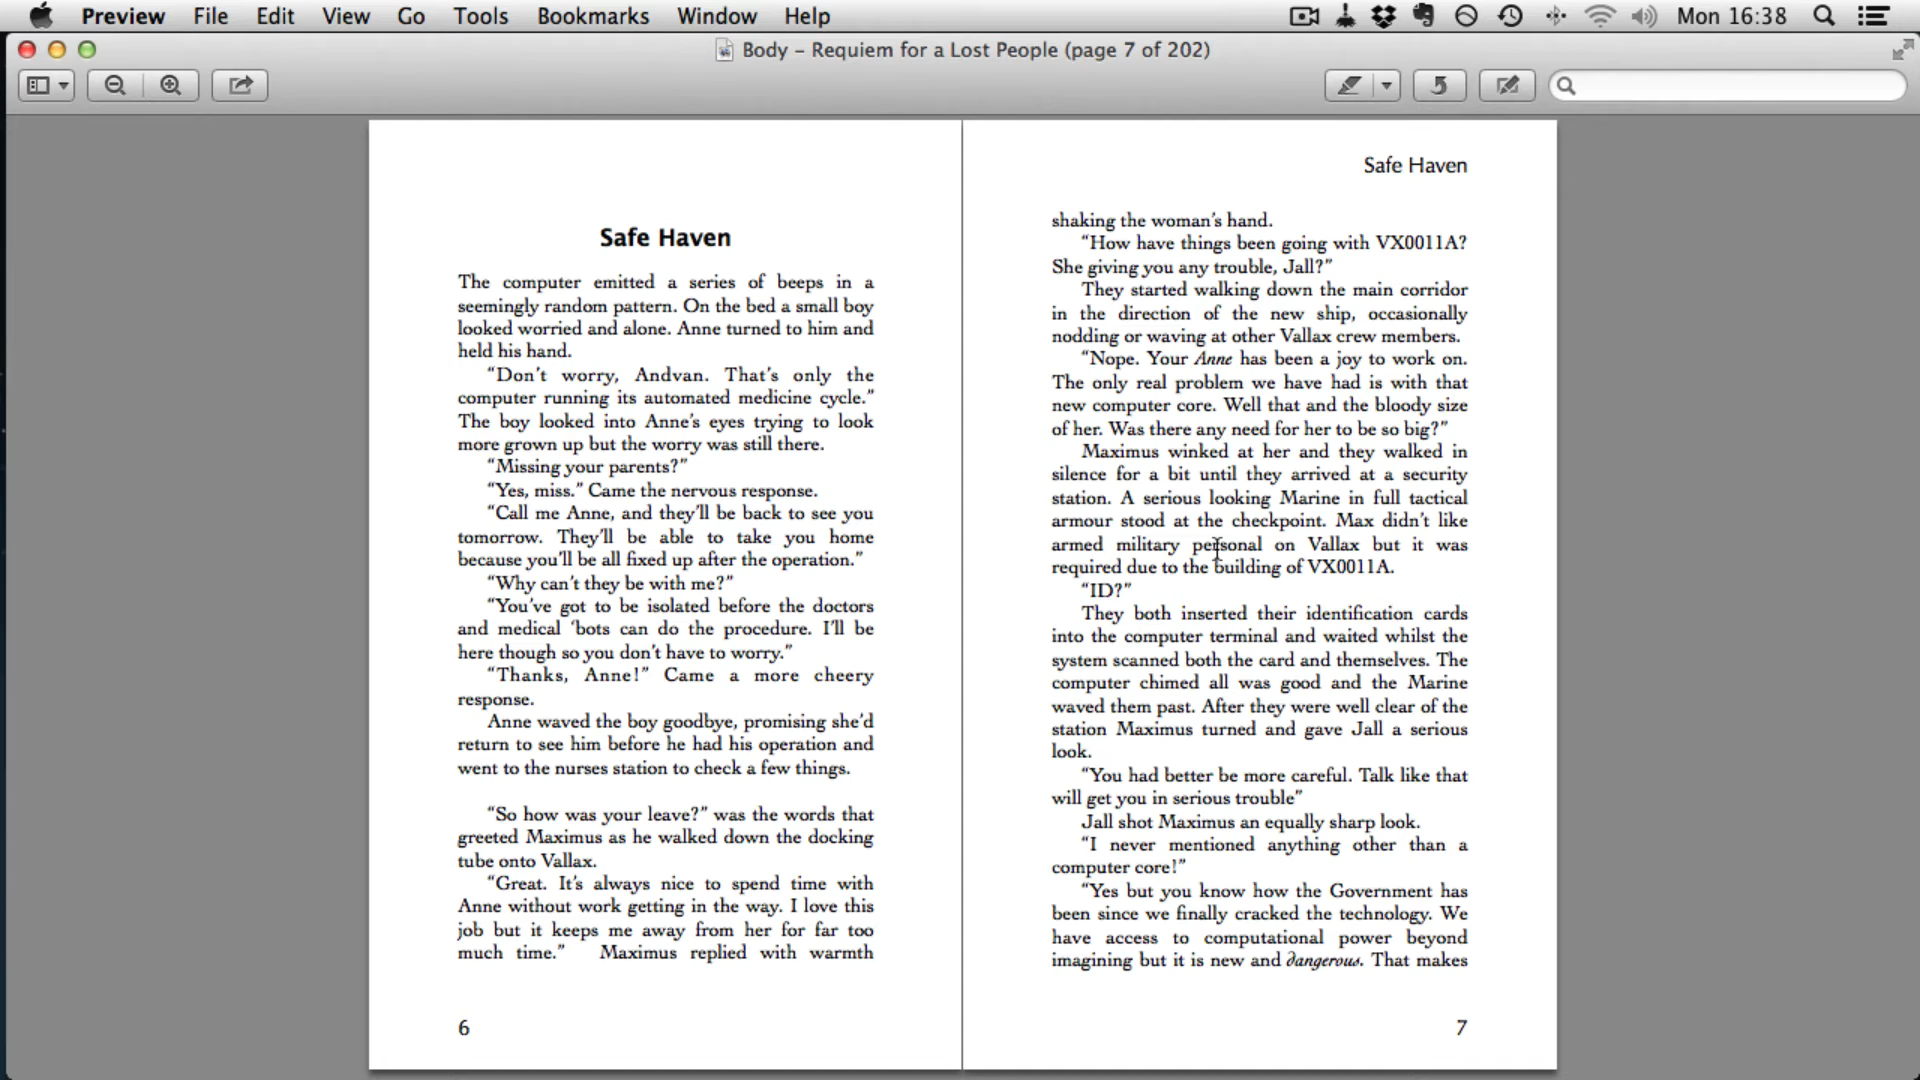 Preview File Edit View Go Tools Bookmarks Window Help Mon 16:38
Body – Requiem for a Lost People (page 7 of 202)
Safe Haven
The computer emitted a series of beeps in a
seemingly random pattern. On the bed a small boy
looked worried and alone. Anne turned to him and
held his hand.
“Don’t worry, Andvan. That’s only the
computer running its automated medicine cycle.”
The boy looked into Anne’s eyes trying to look
more grown up but the worry was still there.
“Missing your parents?”
“Yes, miss.” Came the nervous response.
“Call me Anne, and they’ll be back to see you
tomorrow. They’ll be able to take you home
because you’ll be all fixed up after the operation.”
“Why can’t they be with me?”
“You’ve got to be isolated before the doctors
and medical ‘bots can do the procedure. I’ll be
here though so you don’t have to worry.”
“Thanks, Anne!” Came a more cheery
response.
Anne waved the boy goodbye, promising she’d
return to see him before he had his operation and
went to the nurses station to check a few things.
“So how was your leave?” was the words that
greeted Maximus as he walked down the docking
tube onto Vallax.
“Great. It’s always nice to spend time with
Anne without work getting in the way. I love this
job but it keeps me away from her for far too
much time.” Maximus replied with warmth
6
Safe Haven
shaking the woman’s hand.
“How have things been going with VX0011A?
She giving you any trouble, Jall?”
They started walking down the main corridor
in the direction of the new ship, occasionally
nodding or waving at other Vallax crew members.
“Nope. Your Anne has been a joy to work on.
The only real problem we have had is with that
new computer core. Well that and the bloody size
of her. Was there any need for her to be so big?”
Maximus winked at her and they walked in
silence for a bit until they arrived at a security
station. A serious looking Marine in full tactical
armour stood at the checkpoint. Max didn’t like
armed military personal on Vallax but it was
required due to the building of VX0011A.
“ID?”
They both inserted their identification cards
into the computer terminal and waited whilst the
system scanned both the card and themselves. The
computer chimed all was good and the Marine
waved them past. After they were well clear of the
station Maximus turned and gave Jall a serious
look.
“You had better be more careful. Talk like that
will get you in serious trouble”
Jall shot Maximus an equally sharp look.
“I never mentioned anything other than a
computer core!”
“Yes but you know how the Government has
been since we finally cracked the technology. We
have access to computational power beyond
imagining but it is new and dangerous. That makes
7